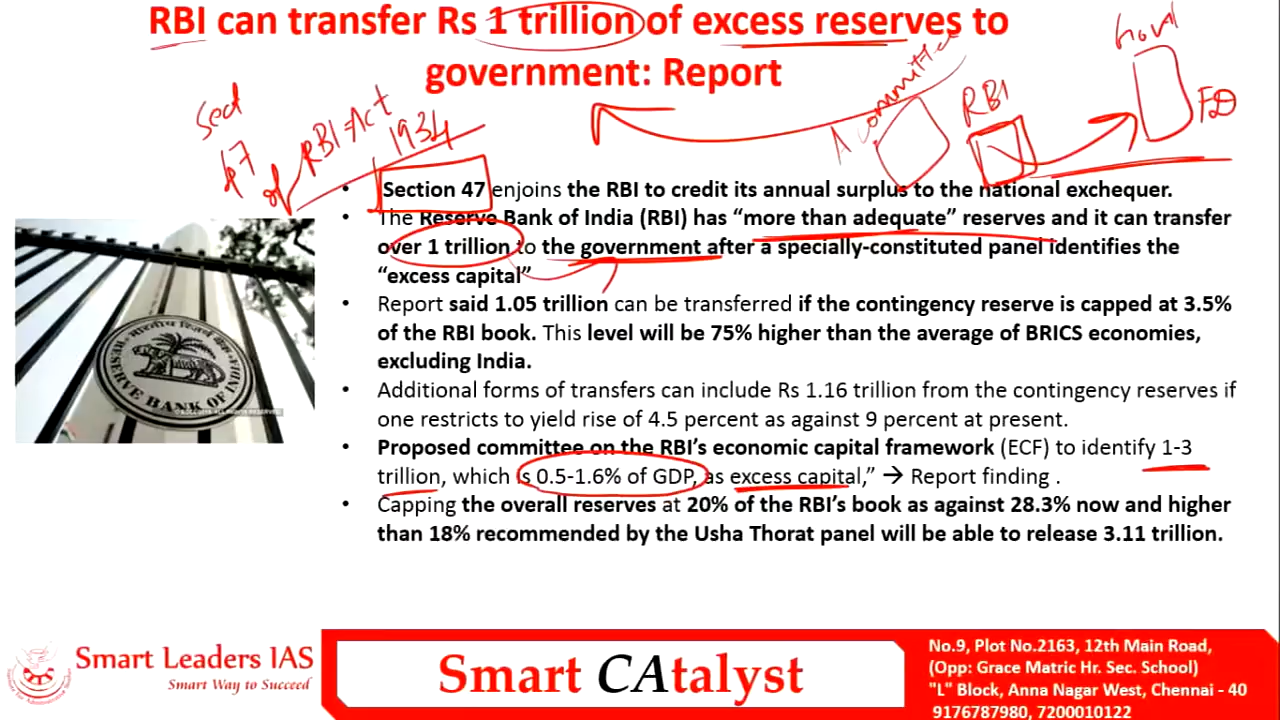 RBI can transfer Rs 1 trillion of excess reserves to
government: Report
Govt
A committee
RBI
FD
Sect
47
of RBI Act
1934
• Section 47 enjoins the RBI to credit its annual surplus to the national exchequer.
• The Reserve Bank of India (RBI) has “more than adequate” reserves and it can transfer
over 1 trillion to the government after a specially-constituted panel identifies the
“excess capital”
• Report said 1.05 trillion can be transferred if the contingency reserve is capped at 3.5%
of the RBI book. This level will be 75% higher than the average of BRICS economies,
excluding India.
• Additional forms of transfers can include Rs 1.16 trillion from the contingency reserves if
one restricts to yield rise of 4.5 percent as against 9 percent at present.
• Proposed committee on the RBI’s economic capital framework (ECF) to identify 1-3
trillion, which is 0.5-1.6% of GDP, as excess capital,” → Report finding .
• Capping the overall reserves at 20% of the RBI’s book as against 28.3% now and higher
than 18% recommended by the Usha Thorat panel will be able to release 3.11 trillion.
भारतीय रिज़र्व बैंक
RESERVE BANK OF INDIA
Smart Leaders IAS
Smart Way to Succeed
Smart CAtalyst
No.9, Plot No.2163, 12th Main Road,
(Opp: Grace Matric Hr. Sec. School)
"L" Block, Anna Nagar West, Chennai - 40
9176787980, 7200010122